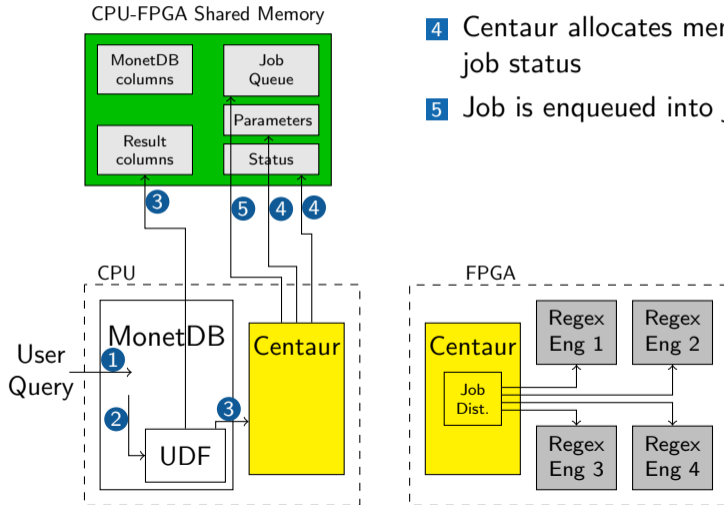 CPU-FPGA Shared Memory
MonetDB
columns
Job
Queue
Parameters
Result
columns
Status
3
5
4
4
4 Centaur allocates
job status
5 Job is enqueued into
CPU
MonetDB
Centaur
User
Query
1
2
3
UDF
FPGA
Centaur
Job
Dist.
Regex
Eng 1
Regex
Eng 2
Regex
Eng 3
Regex
Eng 4